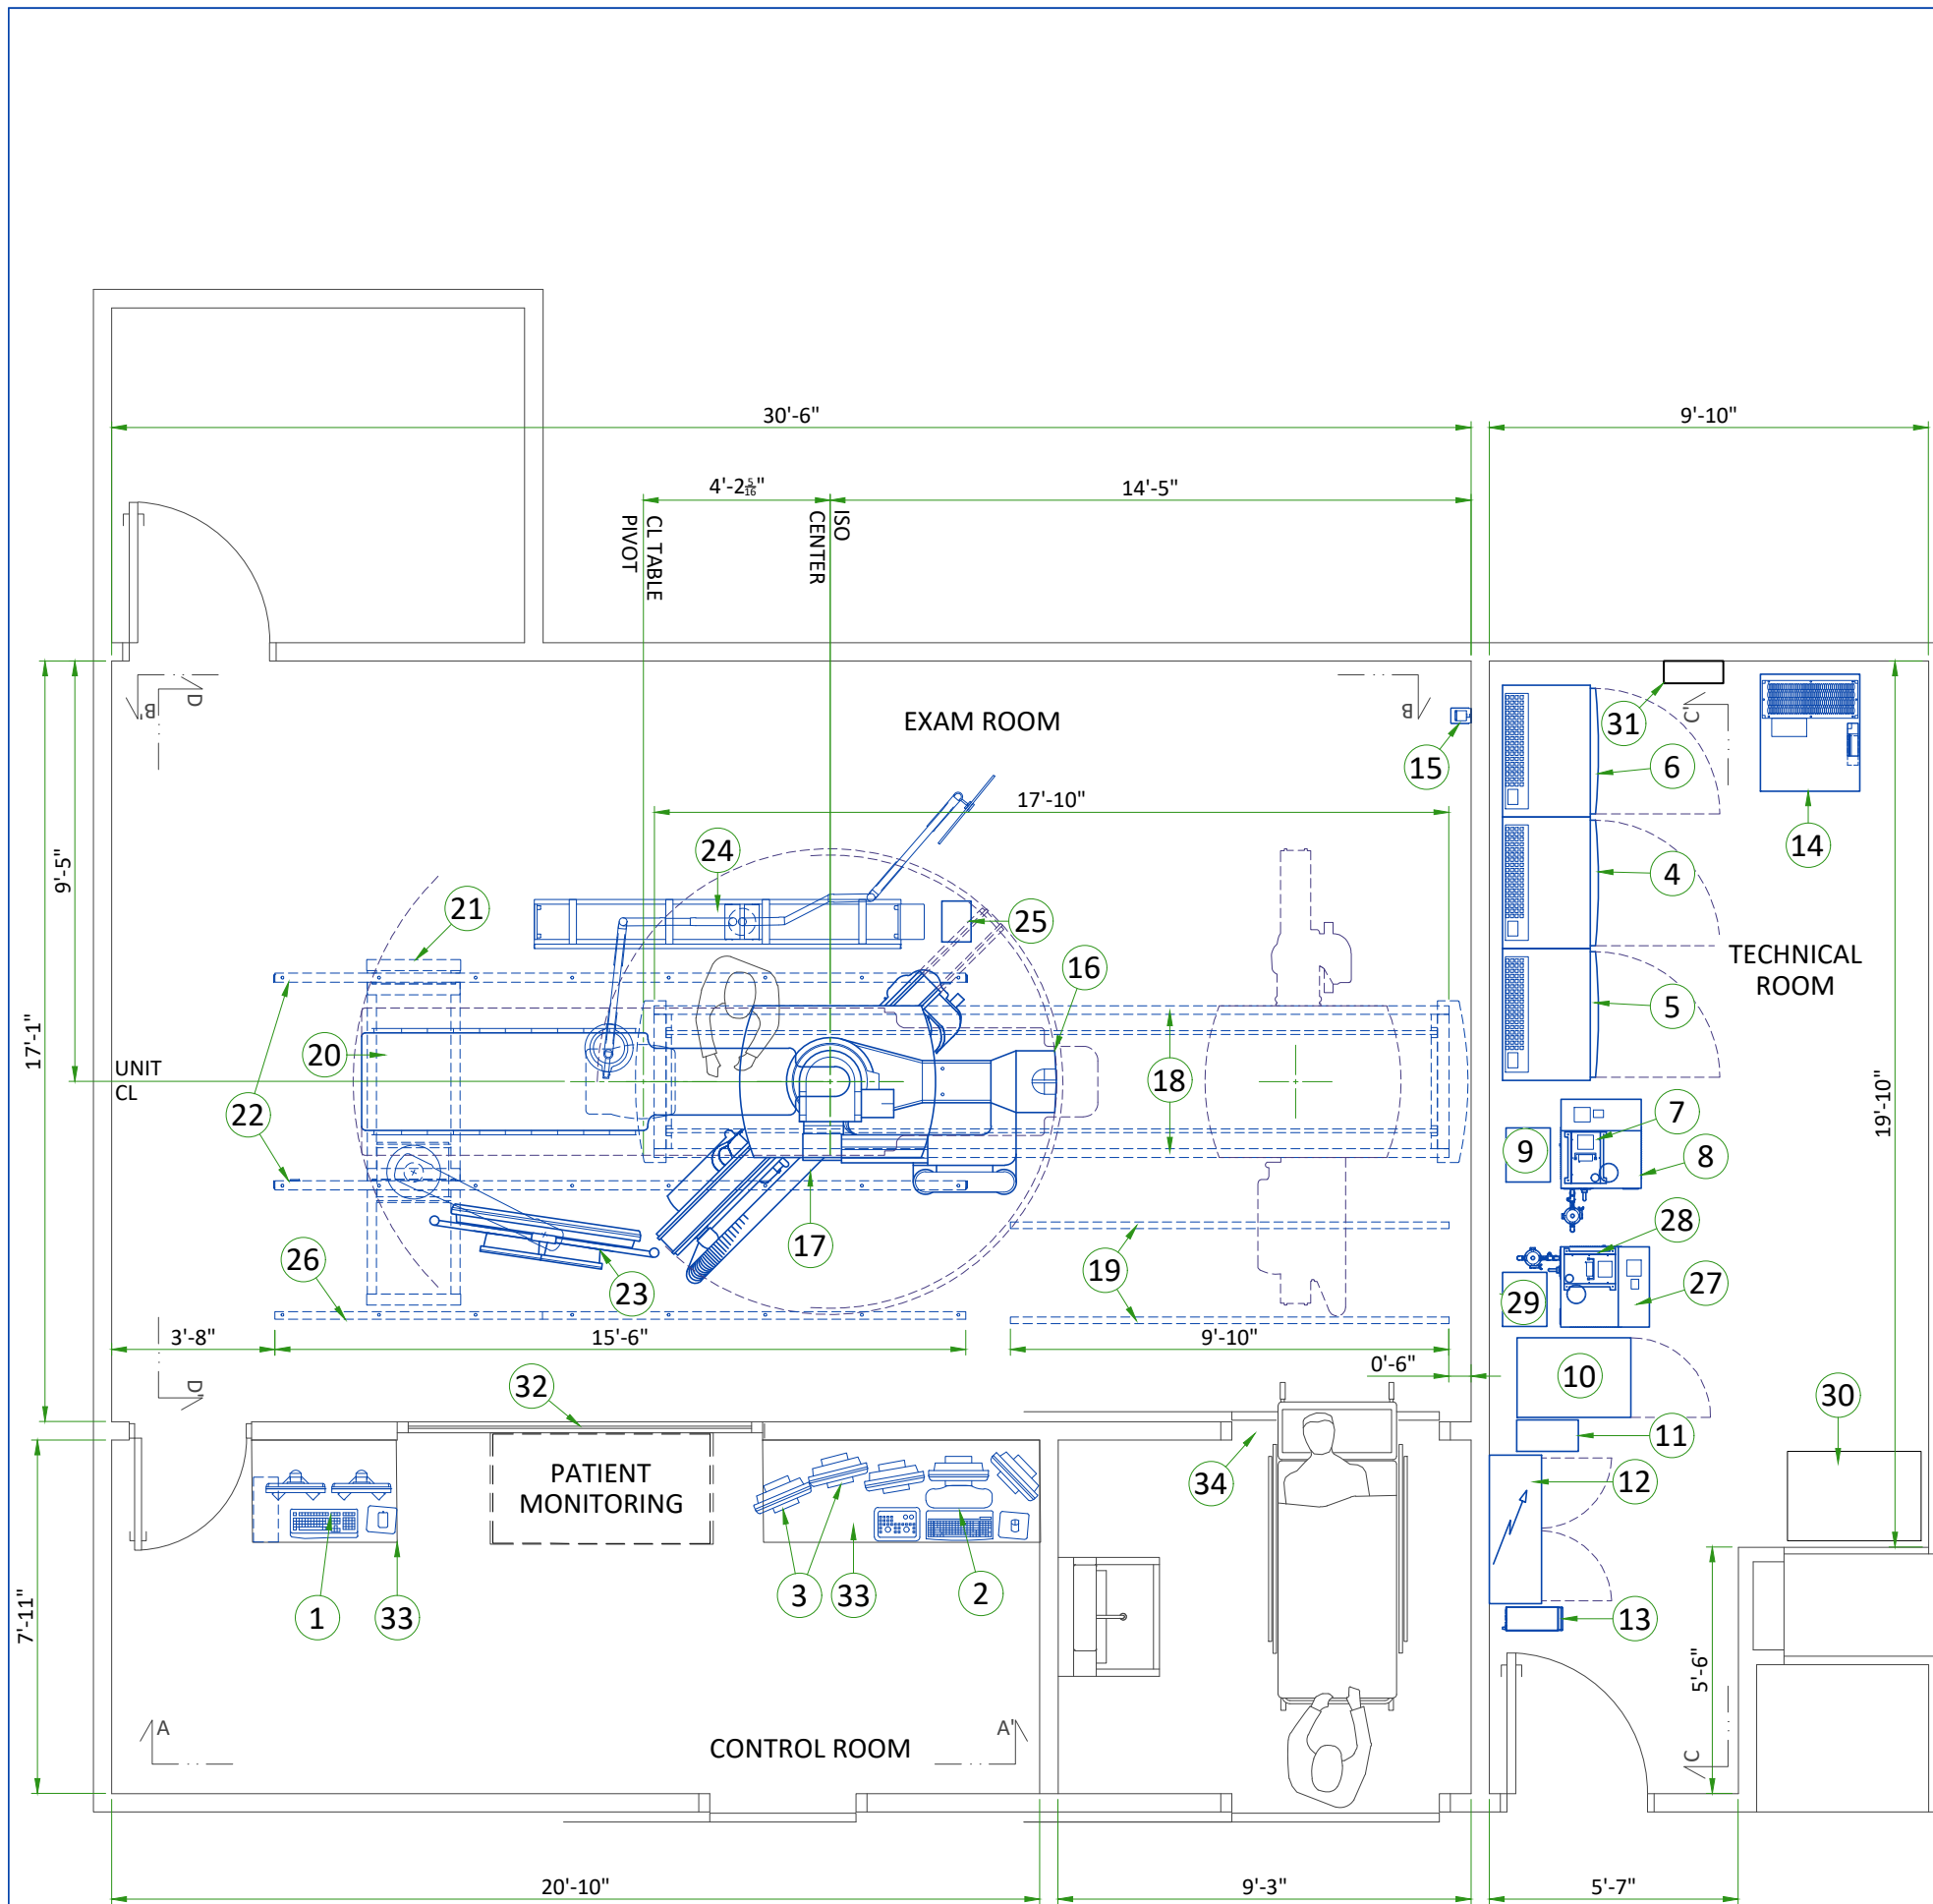 30'-6"
9'-10"
4'-2 5/16"
14'-5"
CL TABLE
PIVOT
ISO
CENTER
B'
D
EXAM ROOM
B
15
31
C'
6
14
17'-10"
9'-5"
24
4
21
25
TECHNICAL
ROOM
16
5
17'-1"
20
UNIT
CL
18
19'-10"
22
7
9
8
17
28
26
19
23
29
27
3'-8"
15'-6"
9'-10"
0'-6"
10
D'
32
30
11
PATIENT
MONITORING
34
12
1
33
3
33
2
13
7'-11"
5'-6"
A
A'
CONTROL ROOM
C
20'-10"
9'-3"
5'-7"